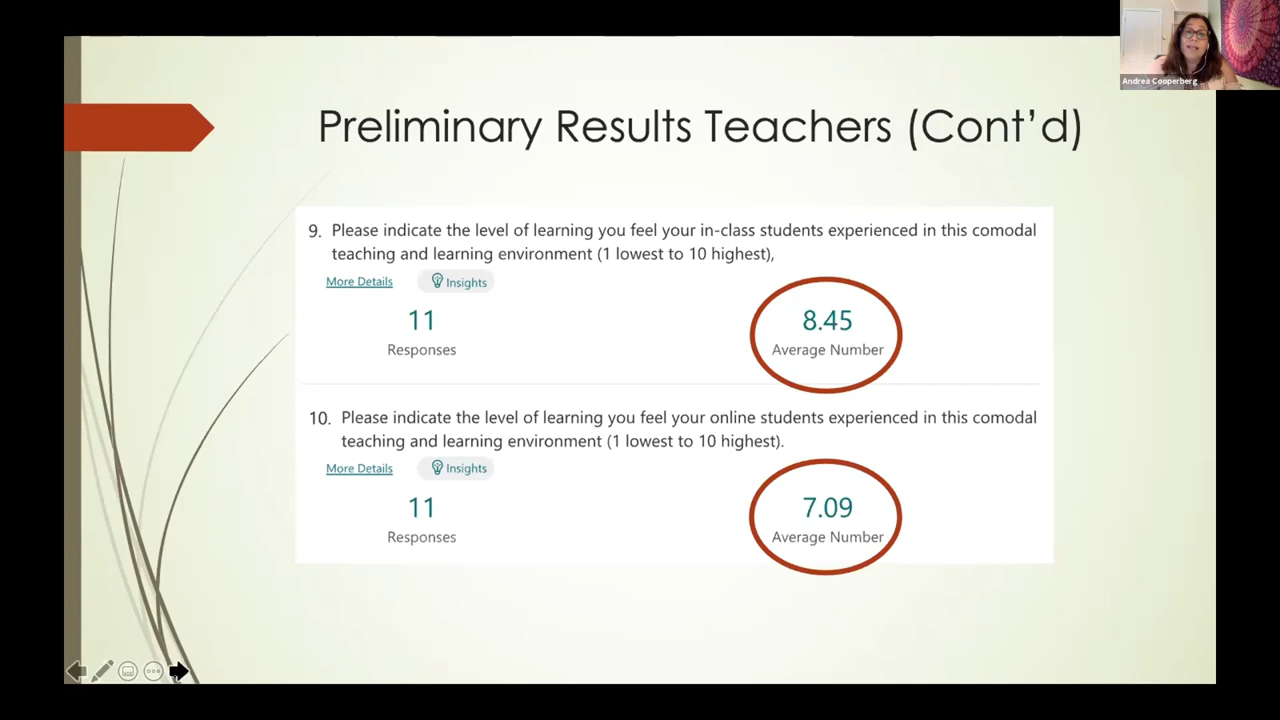 Andrea Cooperberg
Preliminary Results Teachers (Cont’d)
9. Please indicate the level of learning you feel your in-class students experienced in this comodal
teaching and learning environment (1 lowest to 10 highest),
More Details Insights
11 8.45
Responses Average Number
10. Please indicate the level of learning you feel your online students experienced in this comodal
teaching and learning environment (1 lowest to 10 highest).
More Details Insights
11 7.09
Responses Average Number